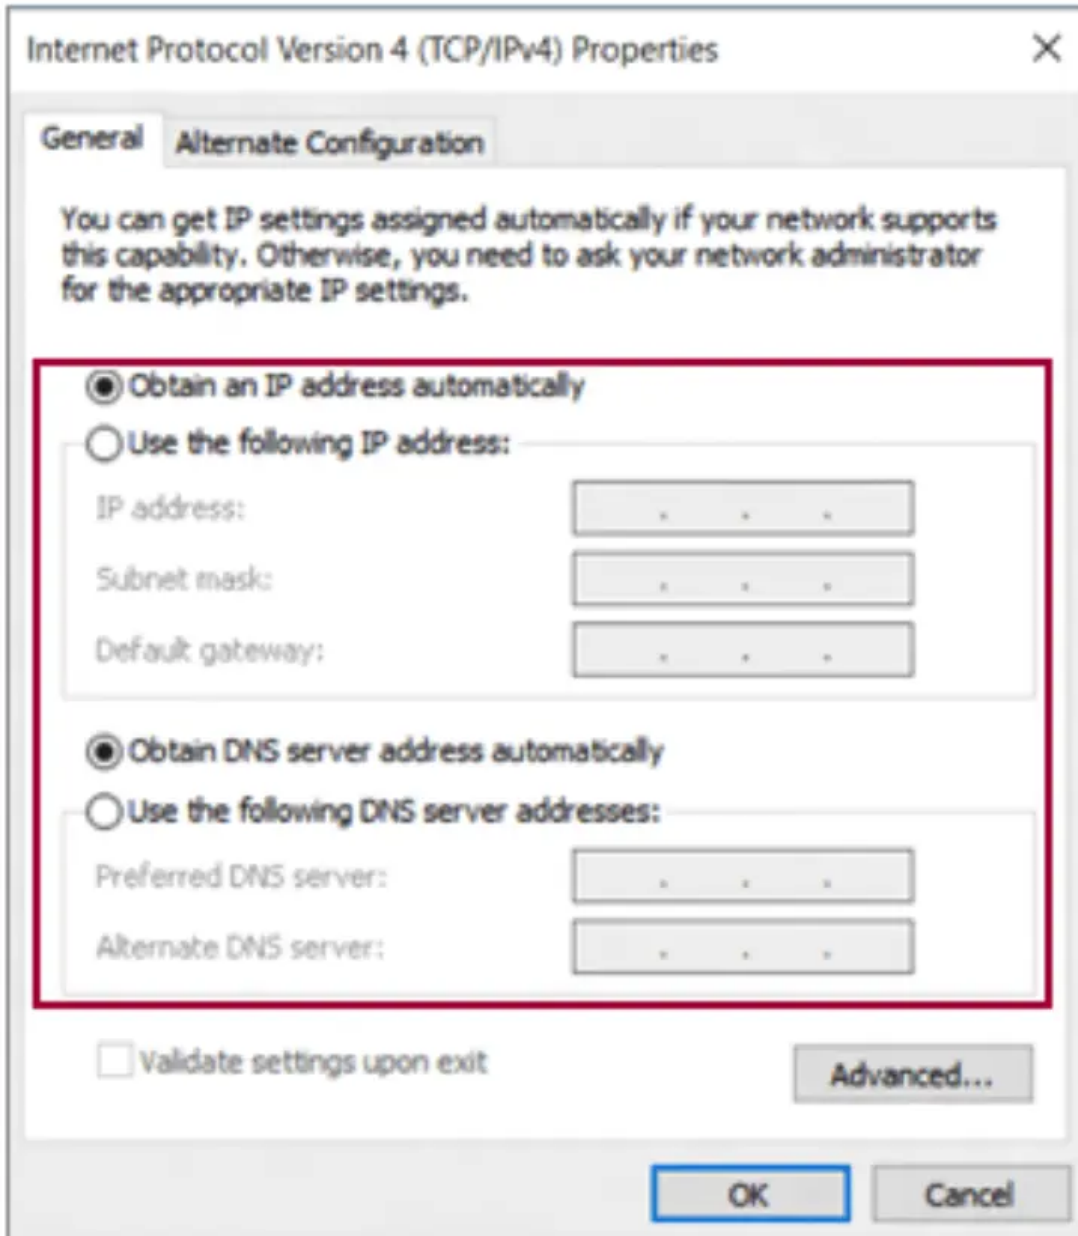 Internet Protocol Version 4 (TCP/IPv4) Properties
General
Alternate Configuration
You can get IP settings assigned automatically if your network supports
this capability. Otherwise, you need to ask your network administrator
for the appropriate IP settings.
Obtain an IP address automatically
Use the following IP address:
IP address:
Subnet mask:
Default gateway:
Obtain DNS server address automatically
Use the following DNS server addresses:
Preferred DNS server:
Alternate DNS server:
Validate settings upon exit
Advanced...
OK
Cancel